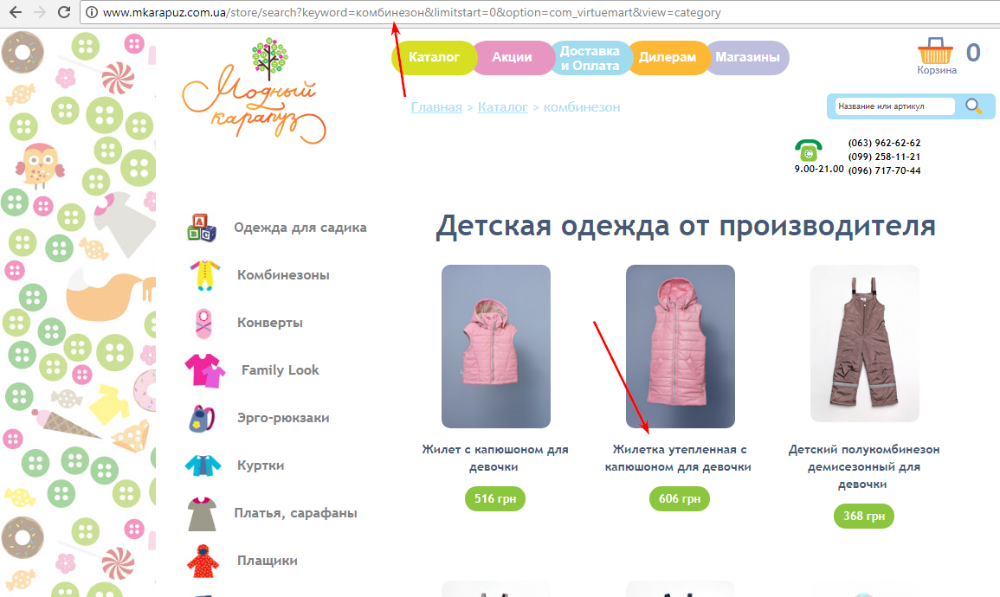 www.mkarapuz.com.ua/store/search?keyword=комбинезон&limitstart=0&option=com_virtuemart&view=category
Модный
карапуз
Каталог
Акции
Доставка
и Оплата
Дилерам
Магазины
0
Корзина
Главная > Каталог > комбинезон
Название или артикул
(063) 962-62-62
(099) 258-11-21
9.00-21.00 (096) 717-70-44
Детская одежда от производителя
Одежда для садика
Комбинезоны
Конверты
Family Look
Эрго-рюкзаки
Куртки
Платья, сарафаны
Плащики
Жилет с капюшоном для
девочки
516 грн
Жилетка утепленная с
капюшоном для девочки
606 грн
Детский полукомбинезон
демисезонный для
девочки
368 грн